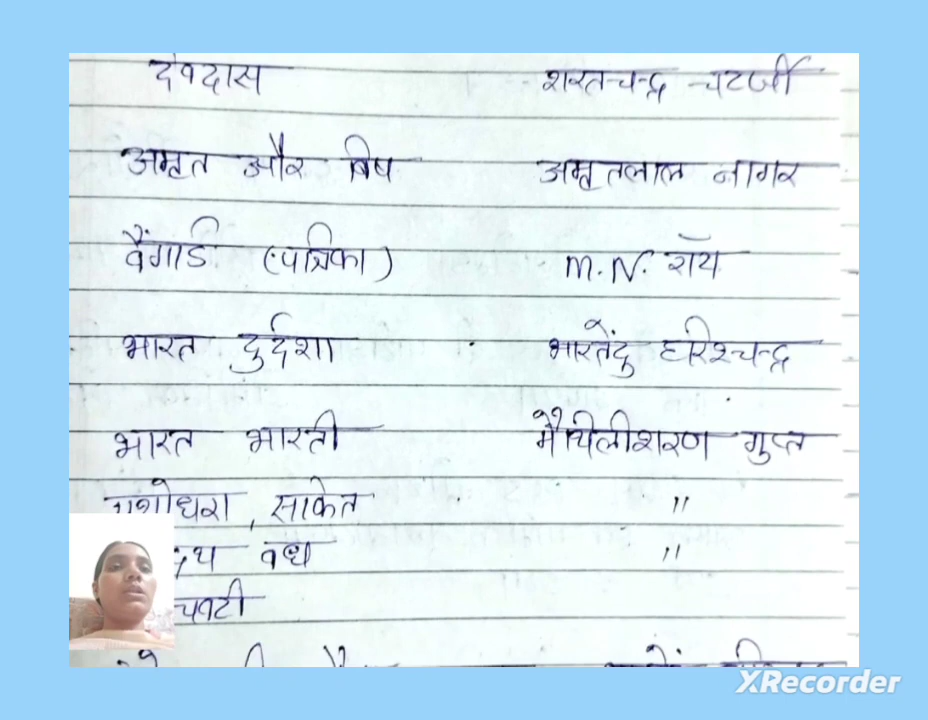 देवदास शरतचन्द्र चटर्जी
अमृत और विष अमृतलाल नागर
वैंगार्ड (पत्रिका) M.N. रॉय
भारत दुर्दशा भारतेंदु हरिश्चन्द्र
भारत भारती मैथिलीशरण गुप्त
यशोधरा, साकेत "
वध "
XRecorder